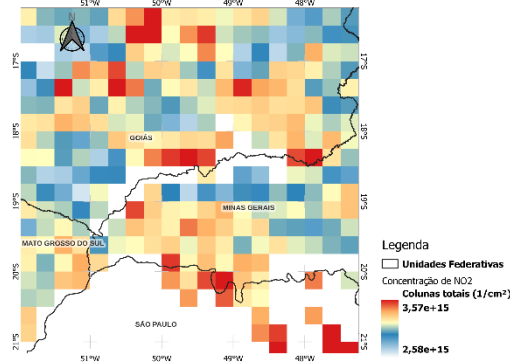 51°W 50°W 49°W 48°W
N
17°S 17°S
GOIÁS
18°S 18°S
19°S 19°S
MINAS GERAIS
MATO GROSSO DO SUL
20°S 20°S
SÃO PAULO
21°S 21°S
51°W 50°W 49°W 48°W
Legenda
Unidades Federativas
Concentração de NO2
Colunas totais (1/cm²)
3,57e+15
2,58e+15